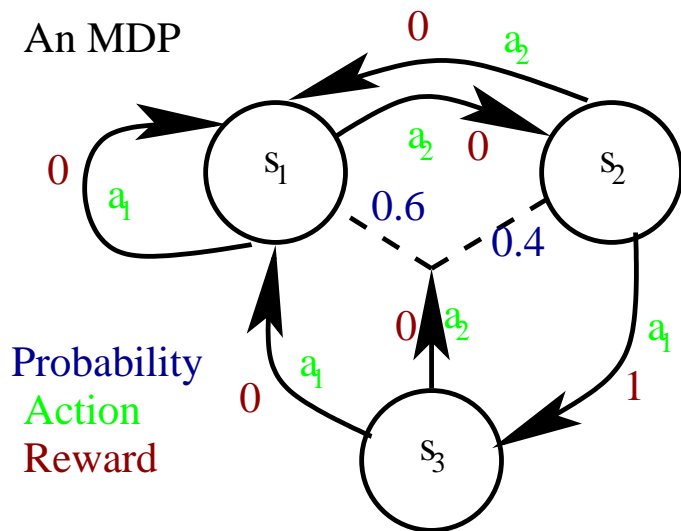 An MDP
0
a2
0
a1
s1
a2
0
s2
0.6
0.4
0
a2
a1
0
a1
1
s3
Probability
Action
Reward